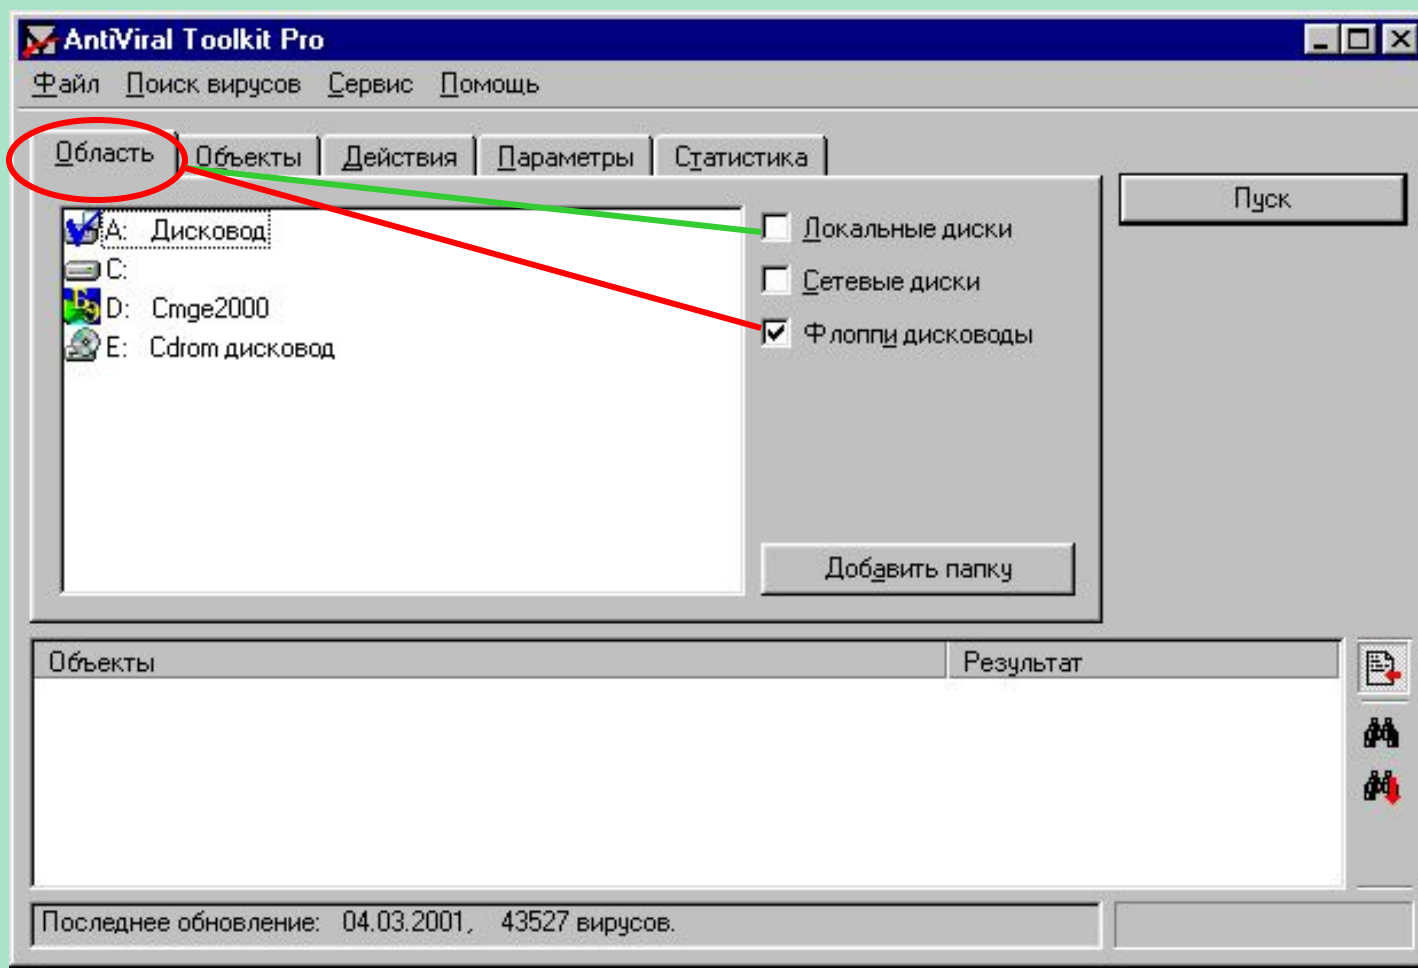 AntiViral Toolkit Pro
Файл Поиск вирусов Сервис Помощь
Область Объекты Действия Параметры Статистика
Пуск
A: Дисковод
C:
D: Cmge2000
E: Cdrom дисковод
Локальные диски
Сетевые диски
Флоппи дисководы
Добавить папку
Объекты Результат
Последнее обновление: 04.03.2001, 43527 вирусов.